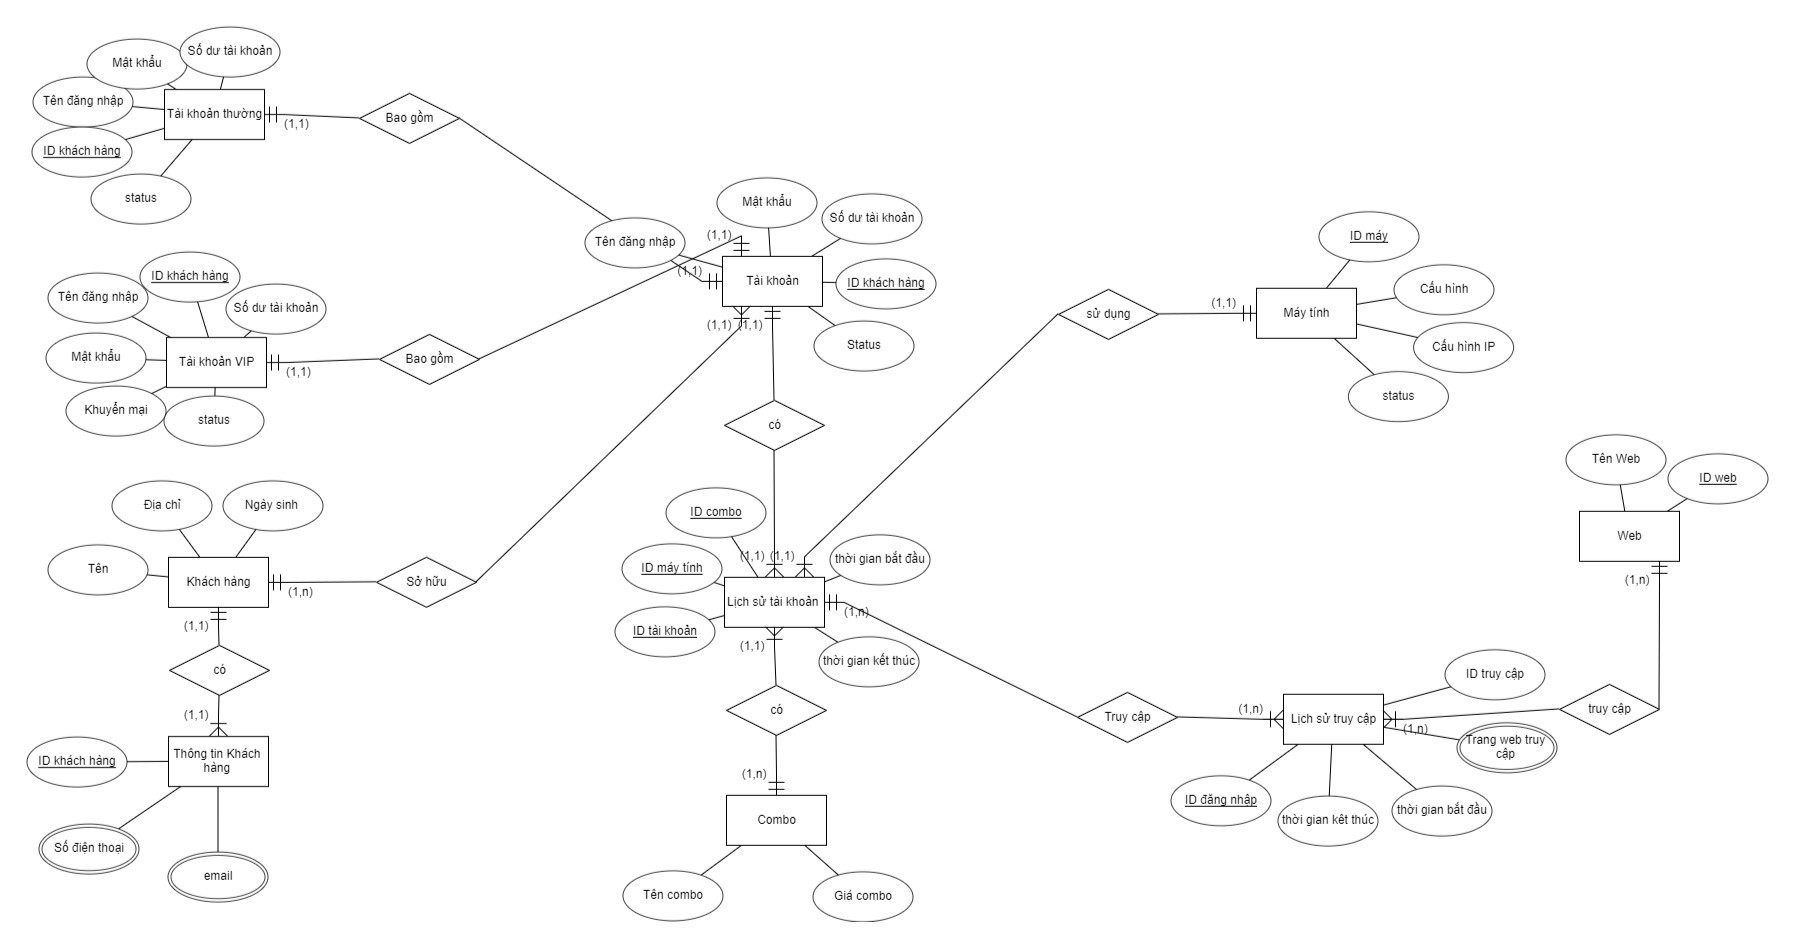 Số dư tài khoản
Mật khẩu
Tên đăng nhập
Tài khoản thường
(1,1)
Bao gồm
ID khách hàng
status
Mật khẩu
Số dư tài khoản
Tên đăng nhập
(1,1)
(1,1)
Tài khoản
ID khách hàng
(1,1)
(1,1)
Status
ID máy
Cấu hình
(1,1)
sử dụng
Máy tính
Cấu hình IP
status
ID khách hàng
Tên đăng nhập
Số dư tài khoản
Mật khẩu
Tài khoản VIP
(1,1)
Bao gồm
Khuyển mại
status
có
Tên Web
ID web
Web
(1,n)
Địa chỉ
Ngày sinh
Tên
Khách hàng
(1,n)
Sở hữu
(1,1)
có
(1,1)
ID khách hàng
Thông tin Khách
hàng
Số điện thoại
email
ID combo
(1,1)
(1,1)
thời gian bắt đầu
ID máy tính
Lịch sử tài khoản
(1,n)
ID tài khoản
(1,1)
thời gian kết thúc
có
(1,n)
Combo
Tên combo
Giá combo
Truy cập
(1,n)
Lịch sử truy cập
ID truy cập
(1,n)
truy cập
Trang web truy
cập
ID đăng nhập
thời gian kêt thúc
thời gian bắt đầu